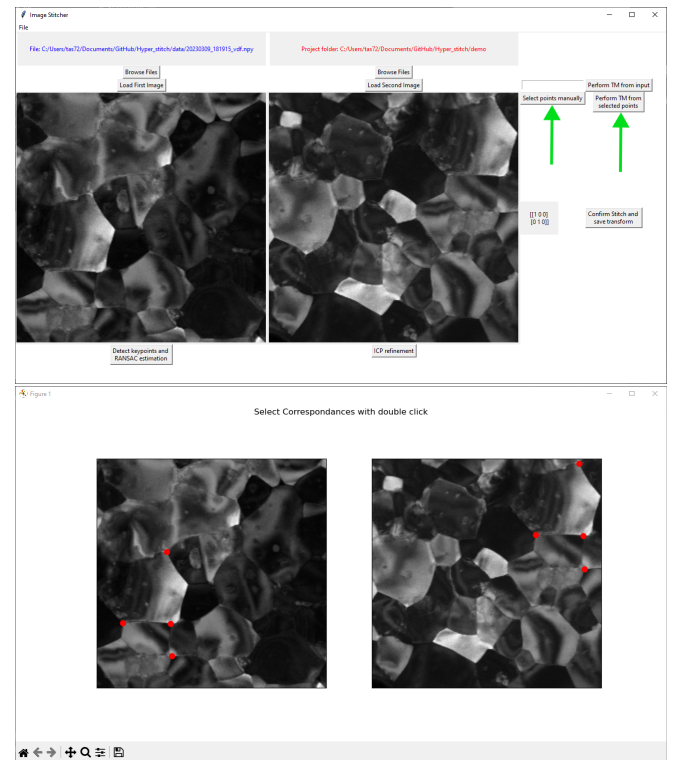 Image Stitcher
File
File: C:/Users/tas72/Documents/GitHub/Hyper_stitch/data/20230309_181915_vdf.npy
Project folder: C:/Users/tas72/Documents/GitHub/Hyper_stitch/demo
Browse Files
Browse Files
Load First Image
Load Second Image
Perform TM from input
Select points manually
Perform TM from
selected points
[[1 0 0]
[0 1 0]]
Confirm Stitch and
save transform
Detect keypoints and
RANSAC estimation
ICP refinement
Figure 1
Select Correspondances with double click